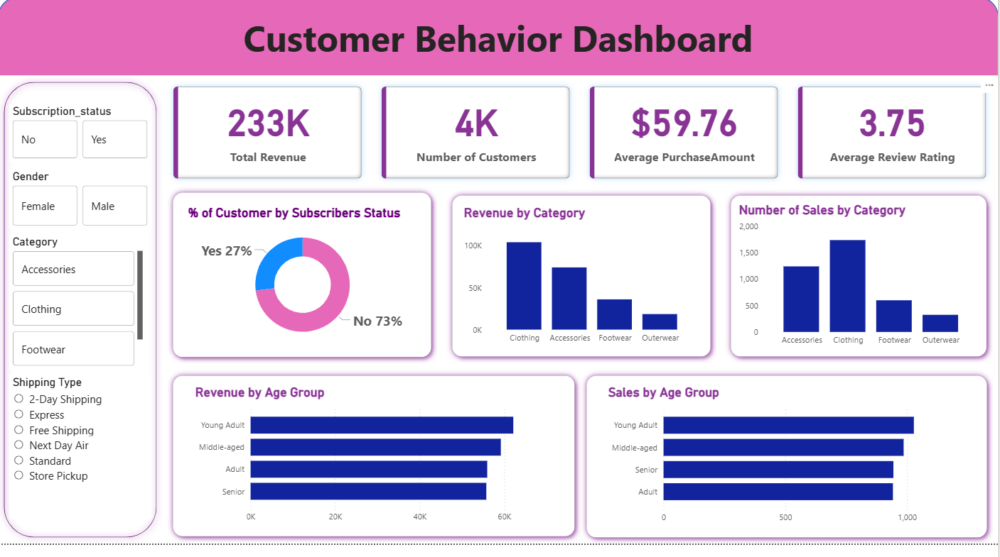 Customer Behavior Dashboard
Subscription_status
No
Yes
Gender
Female
Male
Category
Accessories
Clothing
Footwear
Shipping Type
2-Day Shipping
Express
Free Shipping
Next Day Air
Standard
Store Pickup
233K
Total Revenue
4K
Number of Customers
$59.76
Average PurchaseAmount
3.75
Average Review Rating
% of Customer by Subscribers Status
Yes 27%
No 73%
Revenue by Category
100K
50K
0K
Clothing
Accessories
Footwear
Outerwear
Number of Sales by Category
2,000
1,500
1,000
500
0
Accessories
Clothing
Footwear
Outerwear
Revenue by Age Group
Young Adult
Middle-aged
Adult
Senior
0K
20K
40K
60K
Sales by Age Group
Young Adult
Middle-aged
Senior
Adult
0
500
1,000